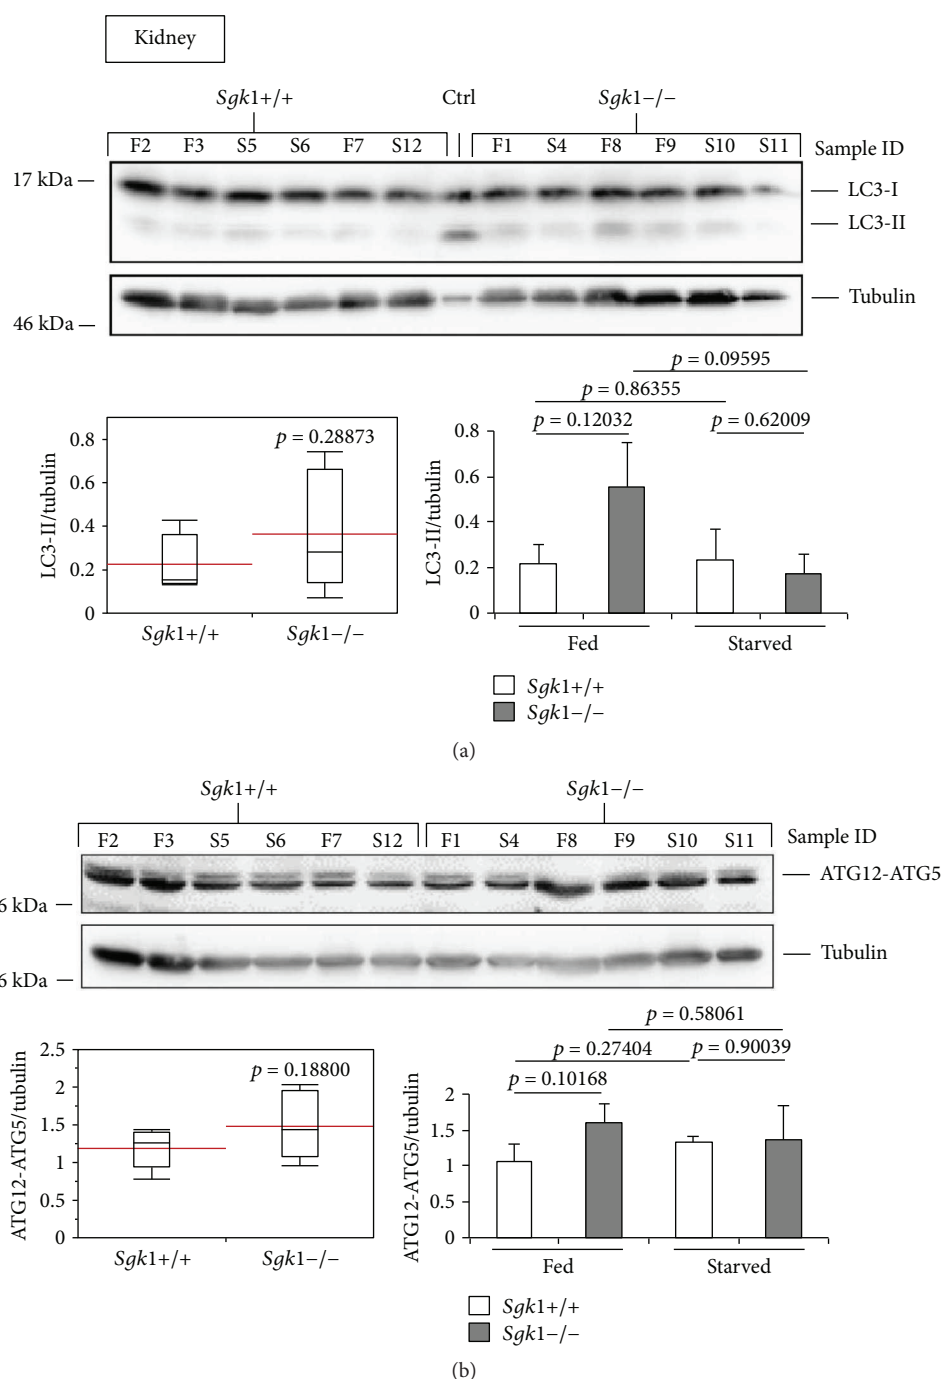 Kidney
Sgk1+/+ Ctrl Sgk1−/−
F2 F3 S5 S6 F7 S12 F1 S4 F8 F9 S10 S11 Sample ID
17 kDa
LC3-I
LC3-II
Tubulin
46 kDa
p = 0.09595
p = 0.86355
p = 0.12032 p = 0.62009
p = 0.28873
LC3-II/tubulin
0.8
0.6
0.4
0.2
0
Sgk1+/+ Sgk1−/−
LC3-II/tubulin
0.8
0.6
0.4
0.2
0
Fed Starved
Sgk1+/+
Sgk1−/−
(a)
Sgk1+/+ Sgk1−/−
F2 F3 S5 S6 F7 S12 F1 S4 F8 F9 S10 S11 Sample ID
ATG12-ATG5
6 kDa
Tubulin
6 kDa
p = 0.58061
p = 0.27404 p = 0.90039
p = 0.10168
p = 0.18800
ATG12-ATG5/tubulin
2.5
2
1.5
1
0.5
0
Sgk1+/+ Sgk1−/−
ATG12-ATG5/tubulin
2
1.5
1
0.5
0
Fed Starved
Sgk1+/+
Sgk1−/−
(b)